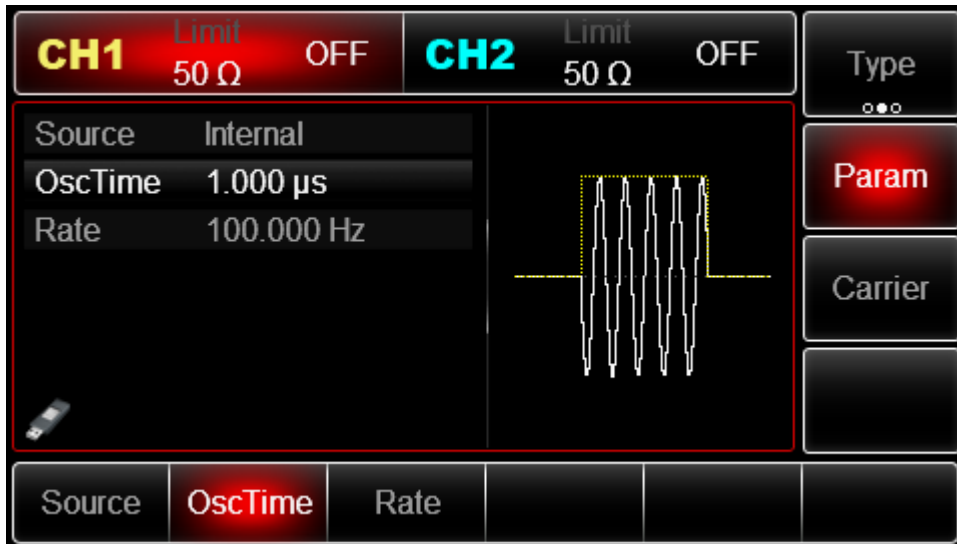 CH1 Limit 50 Ω OFF
CH2 Limit 50 Ω OFF
Source Internal
OscTime 1.000 µs
Rate 100.000 Hz
Type
Param
Carrier
Source OscTime Rate